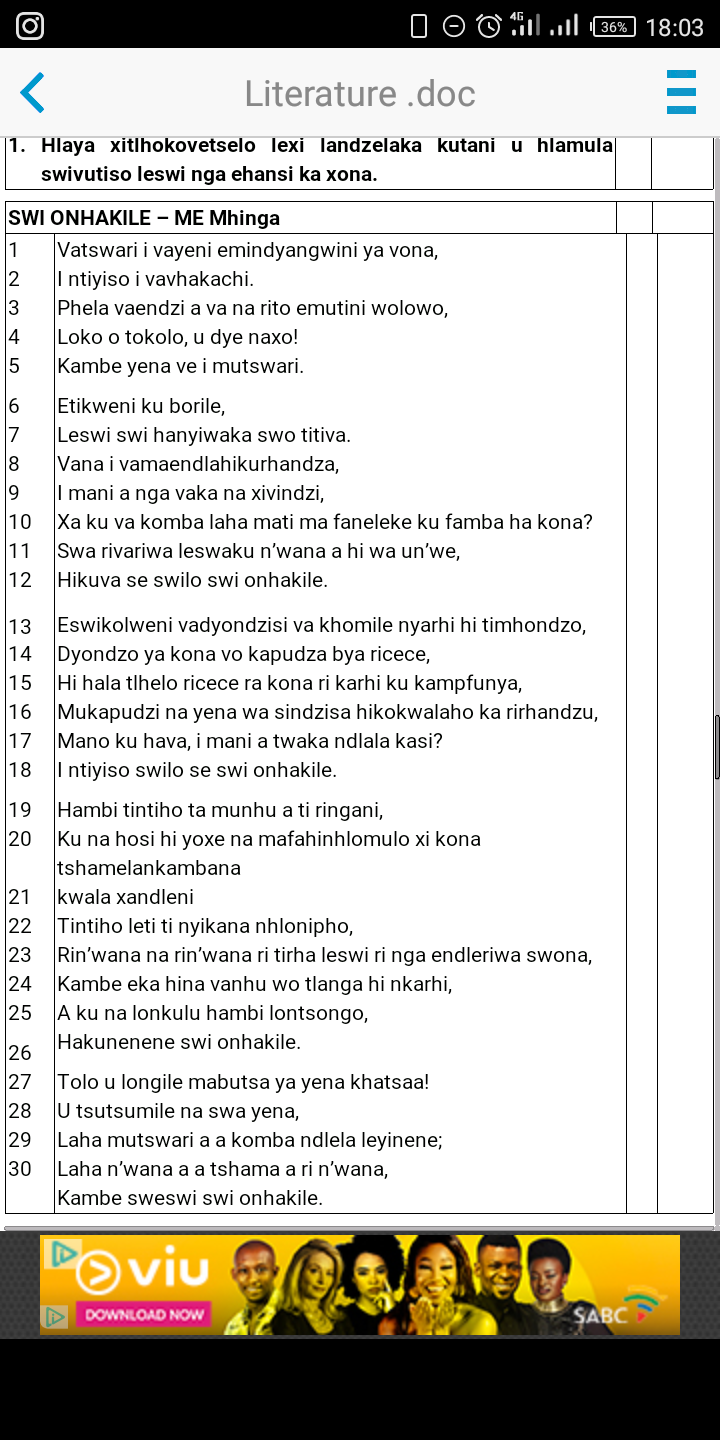 4G
36%
18:03
Literature .doc
1. Hlaya xitlhokovetselo lexi landzelaka kutani u hlamula
swivutiso leswi nga ehansi ka xona.
SWI ONHAKILE – ME Mhinga
1 Vatswari i vayeni emindyangwini ya vona,
2 I ntiyiso i vavhakachi.
3 Phela vaendzi a va na rito emutini wolowo,
4 Loko o tokolo, u dye naxo!
5 Kambe yena ve i mutswari.
6 Etikweni ku borile,
7 Leswi swi hanyiwaka swo titiva.
8 Vana i vamaendlahikurhandza,
9 I mani a nga vaka na xivindzi,
10 Xa ku va komba laha mati ma faneleke ku famba ha kona?
11 Swa rivariwa leswaku n’wana a hi wa un’we,
12 Hikuva se swilo swi onhakile.
13 Eswikolweni vadyondzisi va khomile nyarhi hi timhondzo,
14 Dyondzo ya kona vo kapudza bya ricece,
15 Hi hala tlhelo ricece ra kona ri karhi ku kampfunya,
16 Mukapudzi na yena wa sindzisa hikokwalaho ka rirhandzu,
17 Mano ku hava, i mani a twaka ndlala kasi?
18 I ntiyiso swilo se swi onhakile.
19 Hambi tintiho ta munhu a ti ringani,
20 Ku na hosi hi yoxe na mafahinhlomulo xi kona
tshamelankambana
21 kwala xandleni
22 Tintiho leti ti nyikana nhlonipho,
23 Rin’wana na rin’wana ri tirha leswi ri nga endleriwa swona,
24 Kambe eka hina vanhu wo tlanga hi nkarhi,
25 A ku na lonkulu hambi lontsongo,
26 Hakunenene swi onhakile.
27 Tolo u longile mabutsa ya yena khatsaa!
28 U tsutsumile na swa yena,
29 Laha mutswari a a komba ndlela leyinene;
30 Laha n’wana a a tshama a ri n’wana,
Kambe sweswi swi onhakile.
viu
DOWNLOAD NOW
SABC